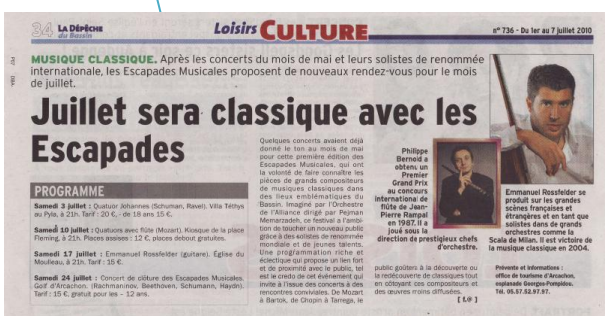 34 LA DÉPÊCHE
du Bassin
Loisirs CULTURE
n° 736 - Du 1er au 7 juillet 2010
MUSIQUE CLASSIQUE. Après les concerts du mois de mai et leurs solistes de renommée
internationale, les Escapades Musicales proposent de nouveaux rendez-vous pour le mois
de juillet.
Juillet sera classique avec les
Escapades
PROGRAMME
Samedi 3 juillet : Quatuor Johannes (Schuman, Ravel). Villa Téthys
au Pyla, à 21h. Tarif : 20 €, - de 18 ans 15 €.
Samedi 10 juillet : Quatuors avec flûte (Mozart). Kiosque de la place
Fleming, à 21h. Places assises : 12 €, places debout gratuites.
Samedi 17 juillet : Emmanuel Rossfelder (guitare). Église du
Moulleau, à 21h. Tarif : 15 €.
Samedi 24 juillet : Concert de clôture des Escapades Musicales.
Golf d'Arcachon. (Rachmaninov, Beethoven, Schumann, Haydn).
Tarif : 15 €, gratuit pour les – 12 ans.
Quelques concerts avaient déjà
donné le ton au mois de mai
pour cette première édition des
Escapades Musicales, qui ont
la volonté de faire connaître les
pièces de grands compositeurs
de musiques classiques dans
des lieux emblématiques du
Bassin. Imaginé par l'Orchestre
de l'Alliance dirigé par Pejman
Memarzadeh, ce festival a l'ambi-
tion de toucher un nouveau public
grâce à des solistes de renommée
mondiale et de jeunes talents.
Une programmation riche et
éclectique qui propose un lien fort
et de proximité avec le public, tel
est le credo de cet événement qui
invite à l'issue des concerts à des
rencontres conviviales. De Mozart
à Bartok, de Chopin à Tarrega, le
Philippe
Bernold a
obtenu un
Premier
Grand Prix
au concours
international de
flûte de Jean-
Pierre Rampal
en 1987. Il a
joué sous la
direction de prestigieux chefs
d'orchestre.
public goûtera à la découverte ou
la redécouverte de classiques tout
en côtoyant ces compositeurs et
des œuvres moins diffusées.
Emmanuel Rossfelder se
produit sur les grandes
scènes françaises et
étrangères et en tant que
solistes dans de grands
orchestres comme la
Scala de Milan. Il est victoire de
la musique classique en 2004.
Prévente et informations :
office de tourisme d'Arcachon,
esplanade Georges-Pompidou.
Tél. 05.57.52.97.97.